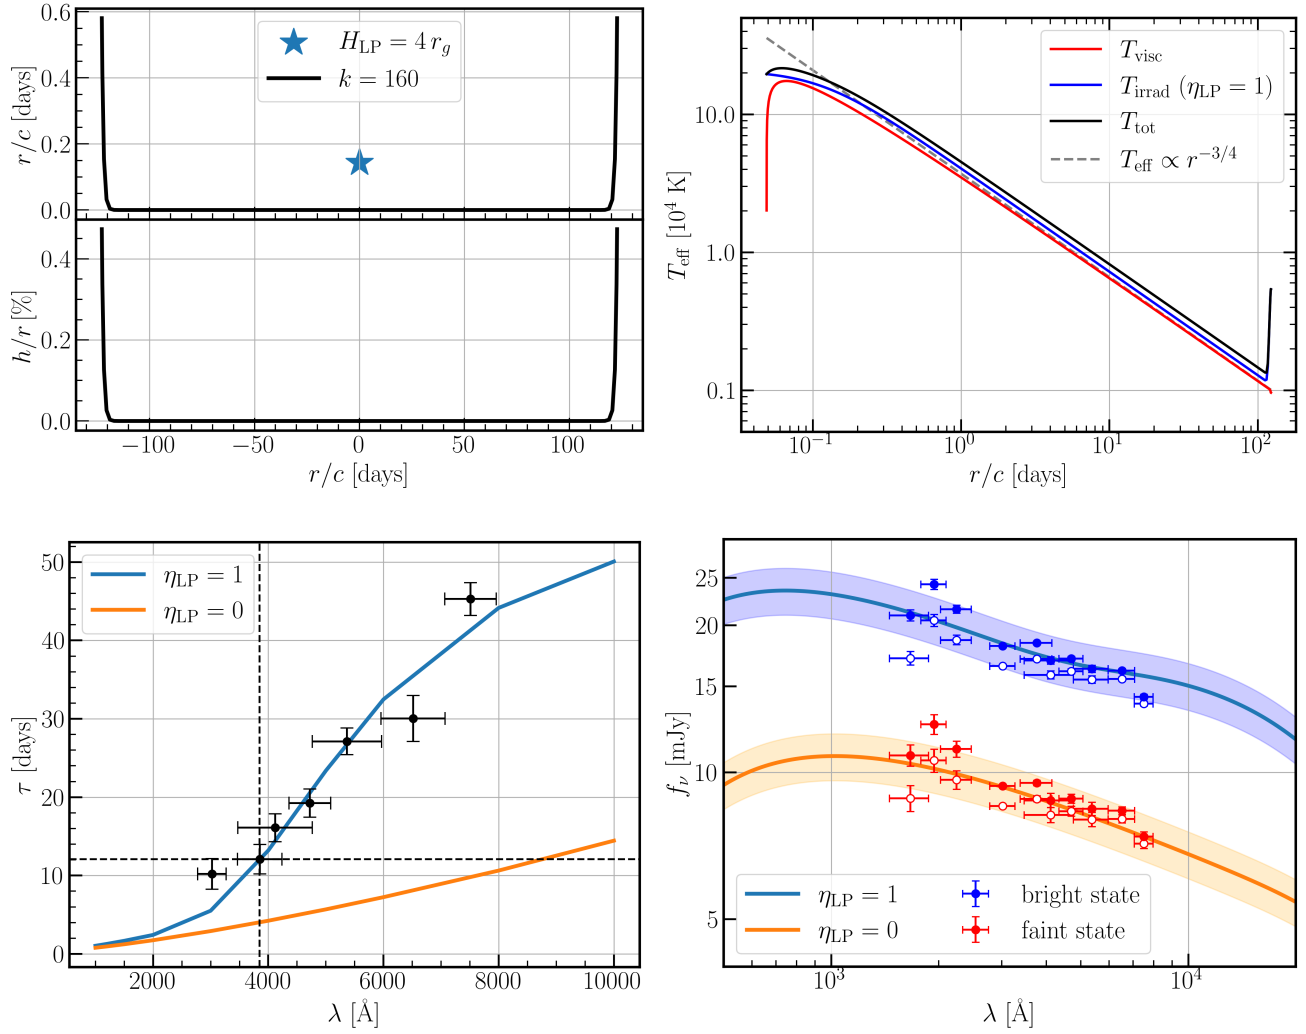 0.6
0.4
0.2
0.0
r/c [days]
H_LP = 4 r_g
k = 160
0.4
0.2
0.0
h/r [%]
−100
−50
0
50
100
r/c [days]
10.0
1.0
0.1
T_eff [10^4 K]
T_visc
T_irrad (η_LP = 1)
T_tot
T_eff ∝ r^−3/4
10^−1
10^0
10^1
10^2
r/c [days]
50
40
30
20
10
0
τ [days]
η_LP = 1
η_LP = 0
2000
4000
6000
8000
10000
λ [Å]
25
20
15
10
5
f_ν [mJy]
η_LP = 1
η_LP = 0
bright state
faint state
10^3
10^4
λ [Å]